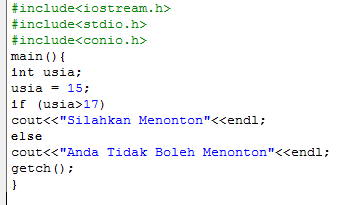 #include<iostream.h>
#include<stdio.h>
#include<conio.h>
main(){
int usia;
usia = 15;
if (usia>17)
cout<<"Silahkan Menonton"<<endl;
else
cout<<"Anda Tidak Boleh Menonton"<<endl;
getch();
}